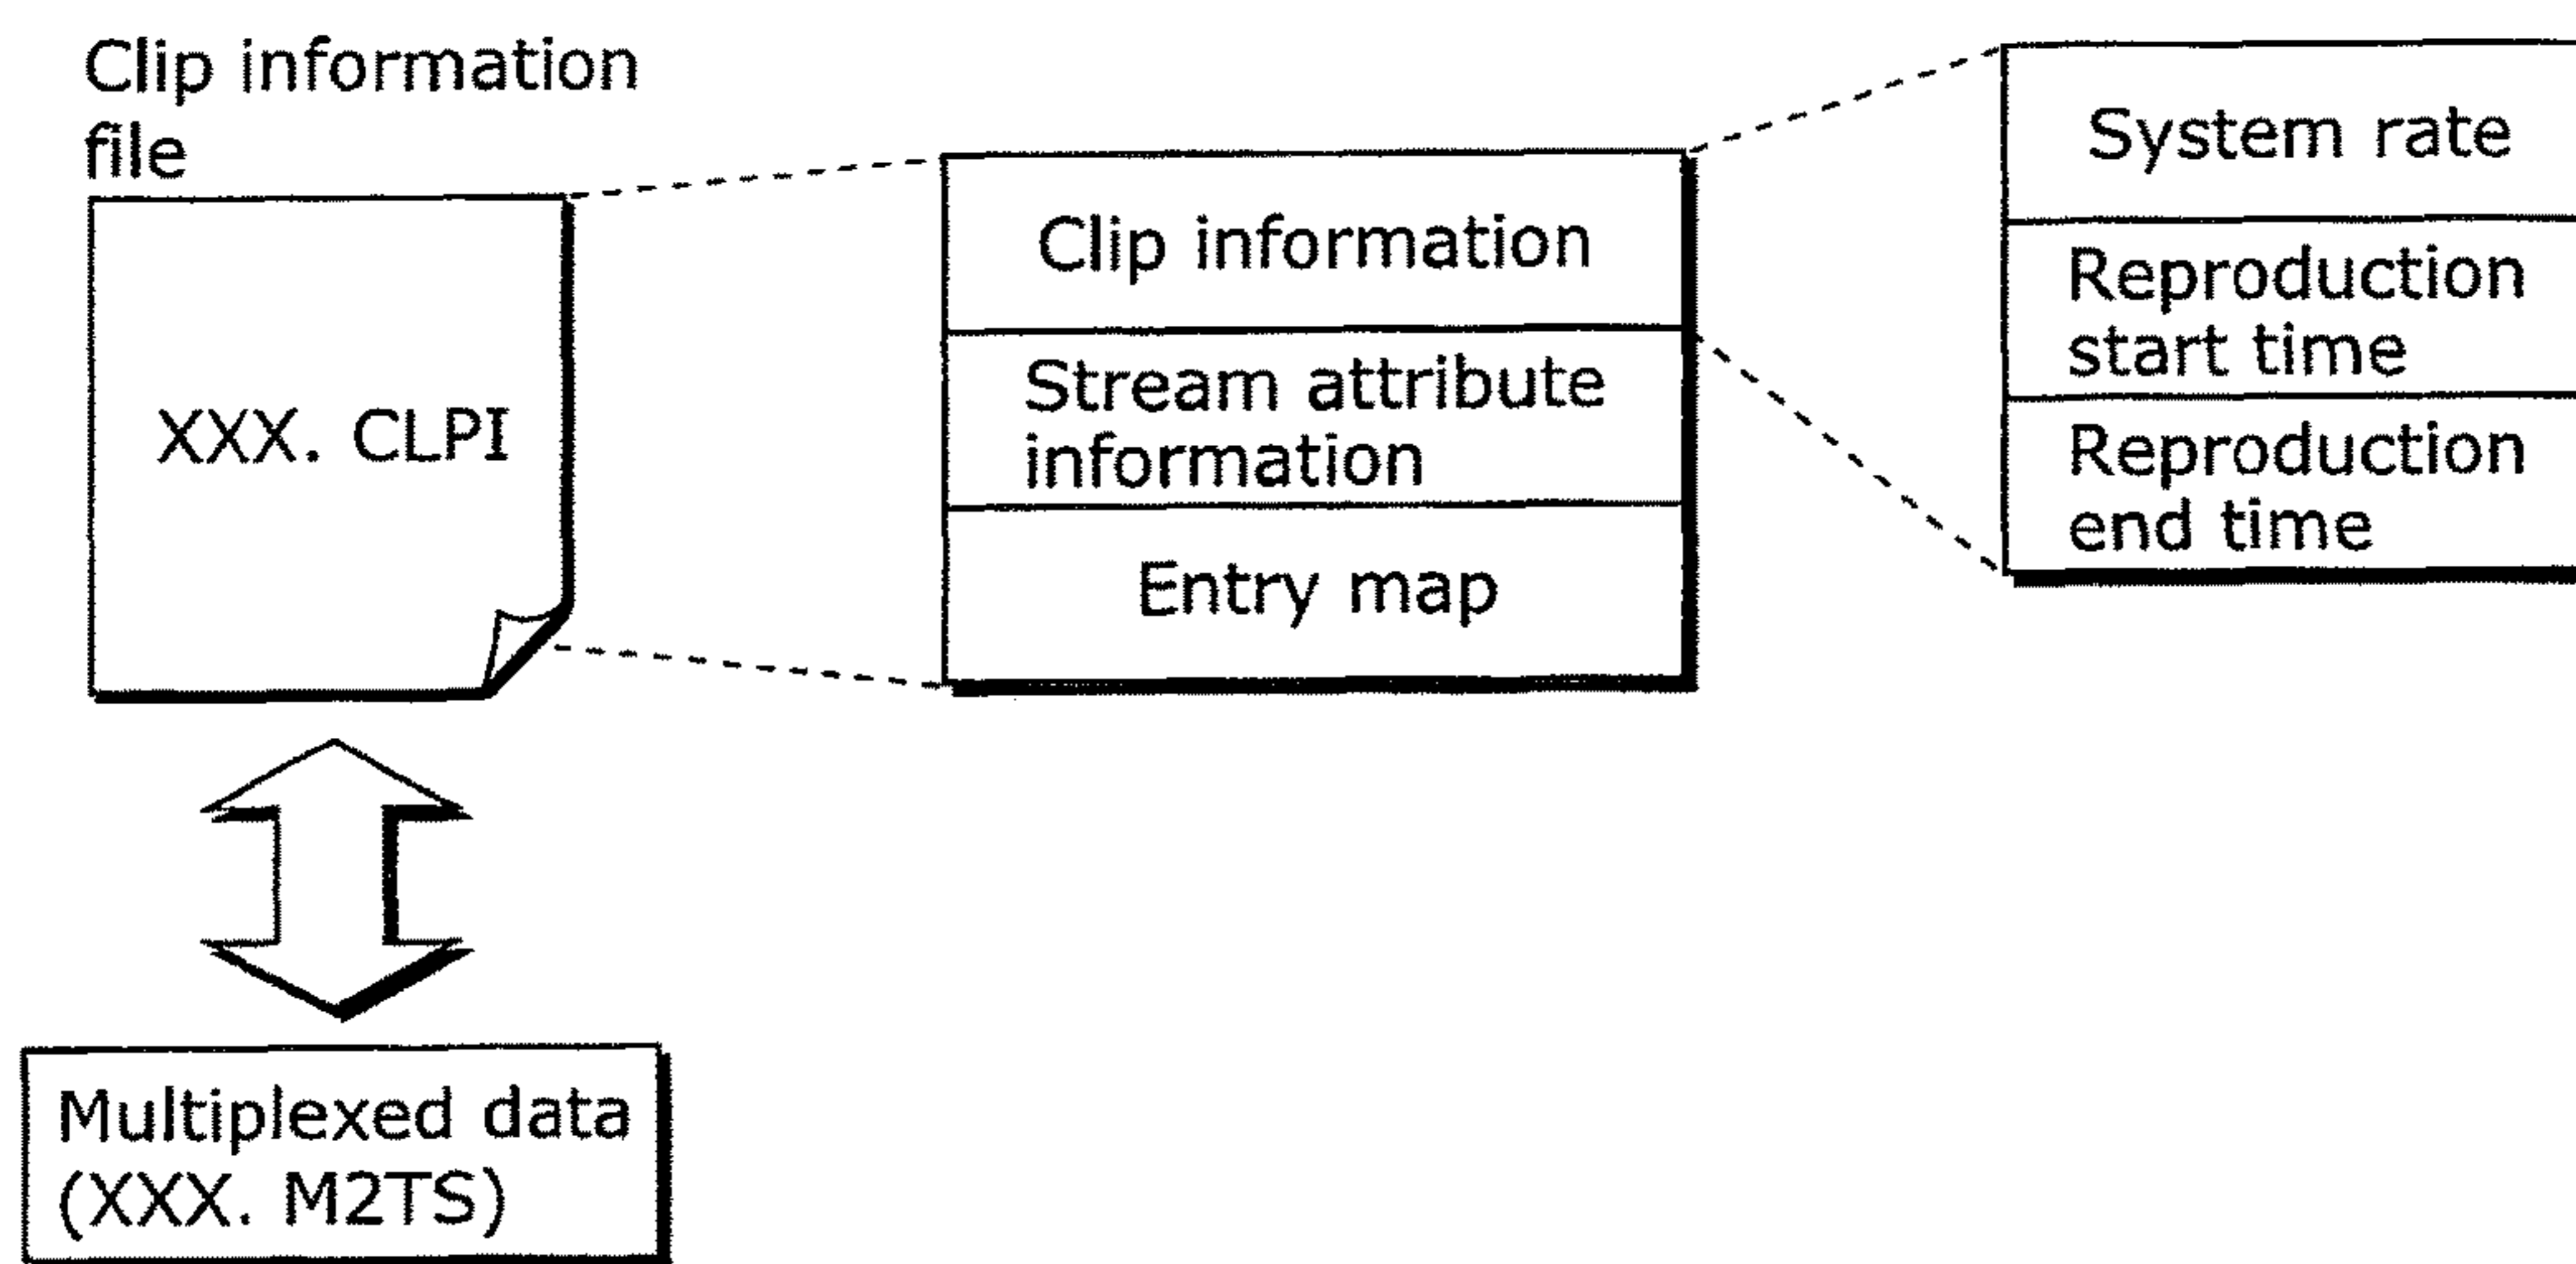 Clip information
file
XXX. CLPI
Clip information
Stream attribute
information
Entry map
System rate
Reproduction
start time
Reproduction
end time
Multiplexed data
(XXX. M2TS)